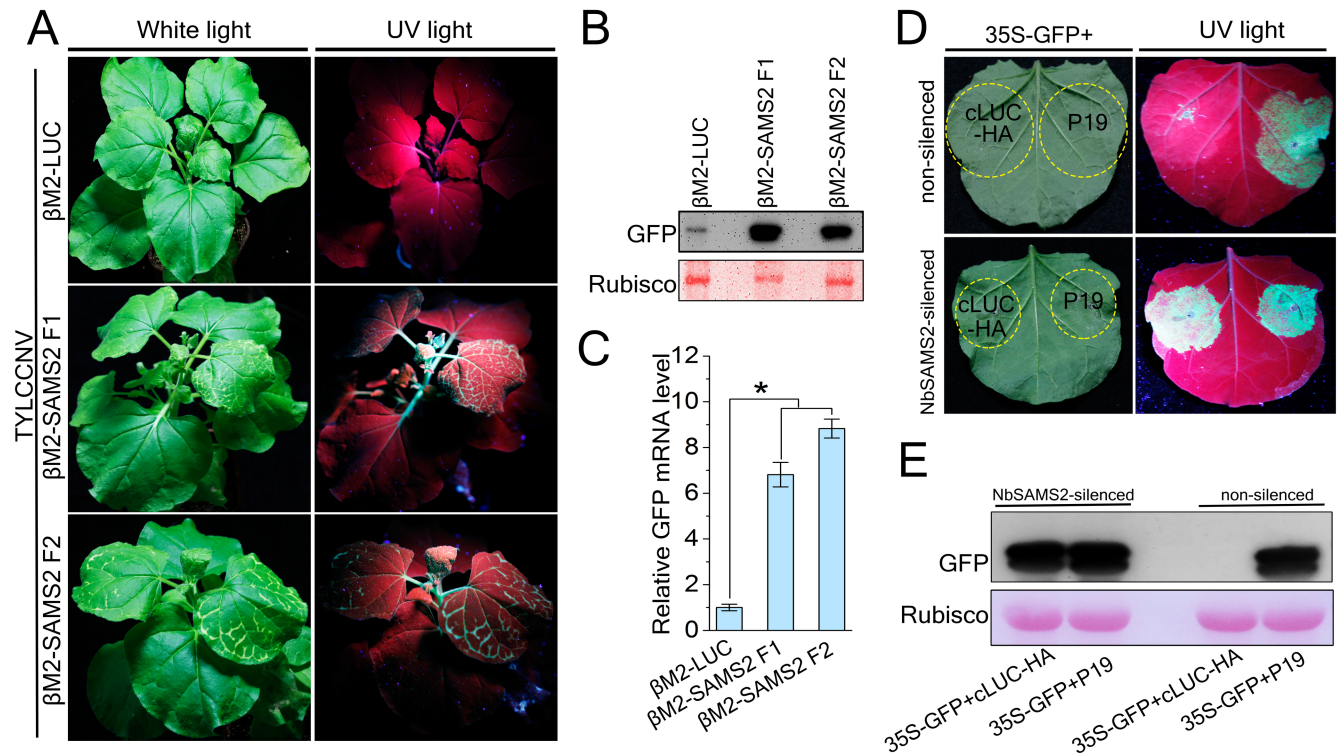 A
White light
UV light
TYLCCNV
βM2-LUC
βM2-SAMS2 F1
βM2-SAMS2 F2
B
βM2-LUC
βM2-SAMS2 F1
βM2-SAMS2 F2
GFP
Rubisco
C
Relative GFP mRNA level
12
10
8
6
4
2
0
*
βM2-LUC
βM2-SAMS2 F1
βM2-SAMS2 F2
D
35S-GFP+
UV light
non-silenced
cLUC
-HA
P19
NbSAMS2-silenced
cLUC
-HA
P19
E
NbSAMS2-silenced
non-silenced
GFP
Rubisco
35S-GFP+cLUC-HA
35S-GFP+P19
35S-GFP+cLUC-HA
35S-GFP+P19